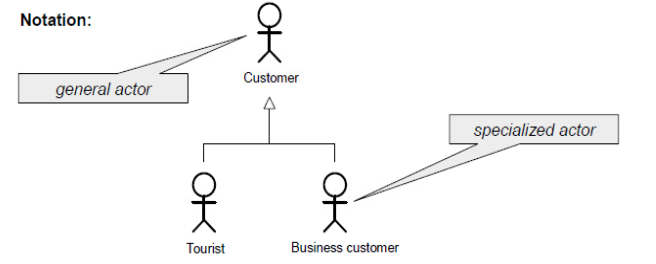 Notation:
general actor
Customer
specialized actor
Tourist
Business customer